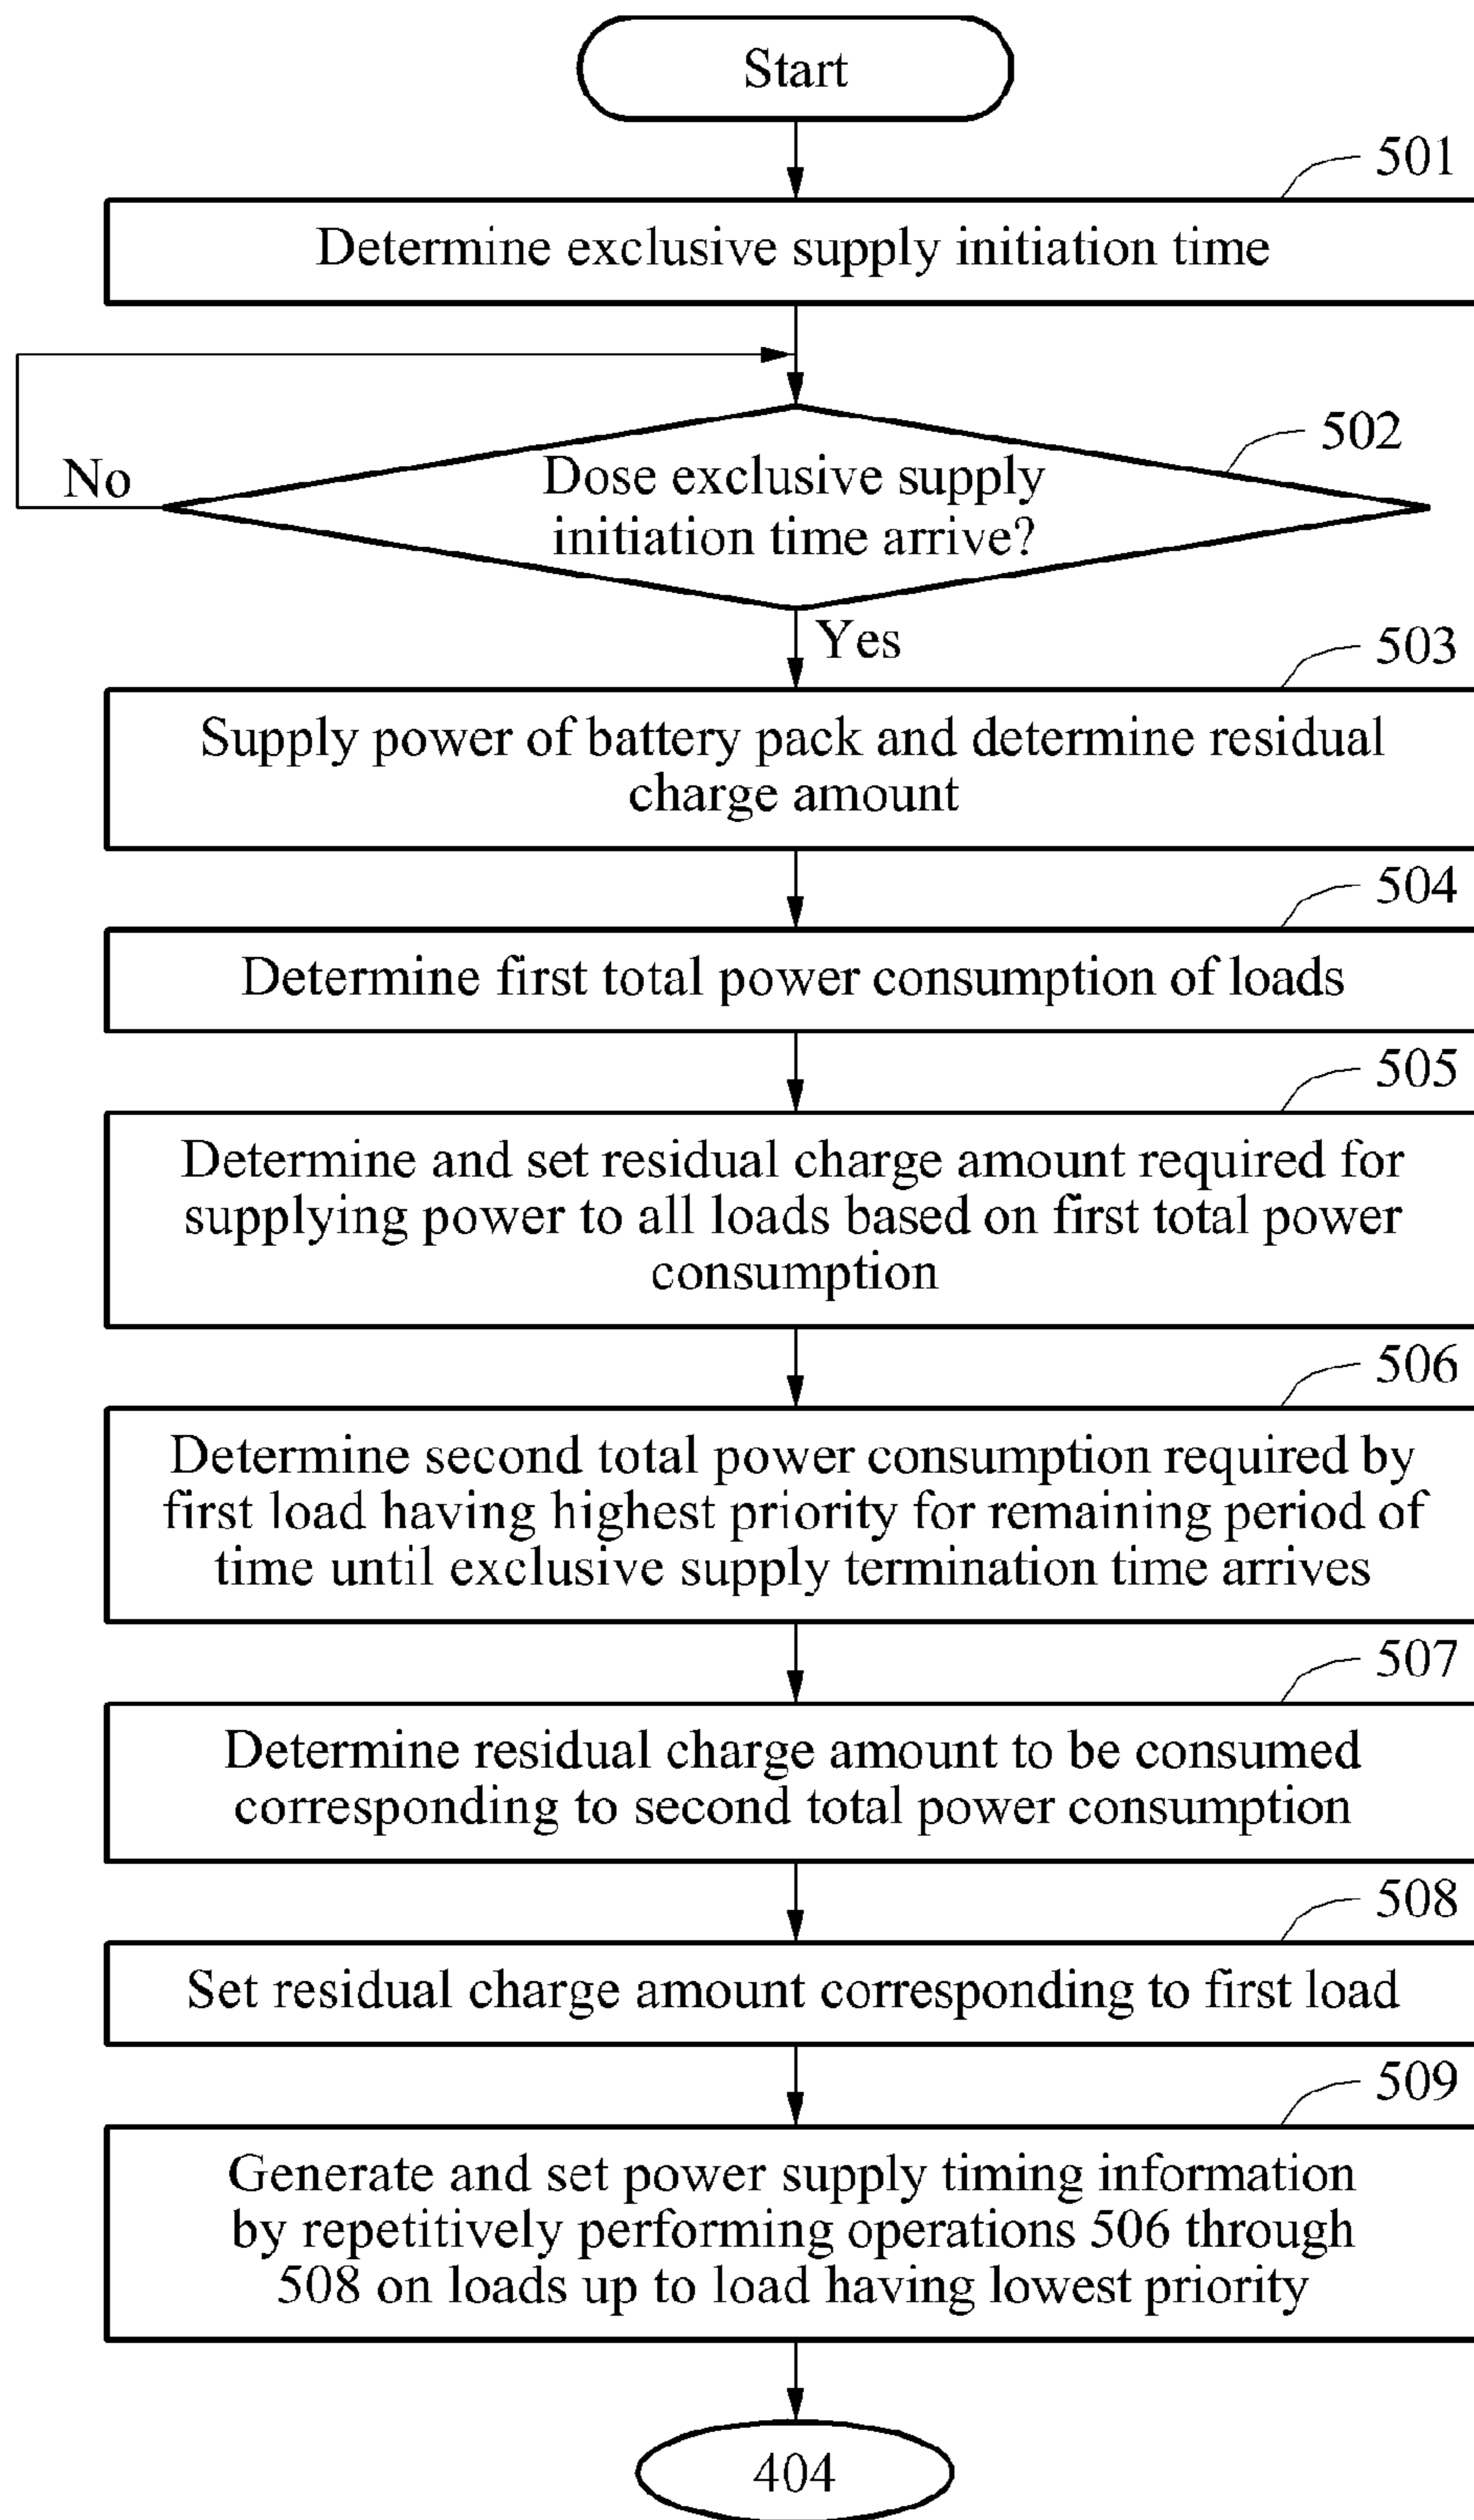 Start
501
Determine exclusive supply initiation time
502
No
Dose exclusive supply
initiation time arrive?
Yes
503
Supply power of battery pack and determine residual
charge amount
504
Determine first total power consumption of loads
505
Determine and set residual charge amount required for
supplying power to all loads based on first total power
consumption
506
Determine second total power consumption required by
first load having highest priority for remaining period of
time until exclusive supply termination time arrives
507
Determine residual charge amount to be consumed
corresponding to second total power consumption
508
Set residual charge amount corresponding to first load
509
Generate and set power supply timing information
by repetitively performing operations 506 through
508 on loads up to load having lowest priority
404